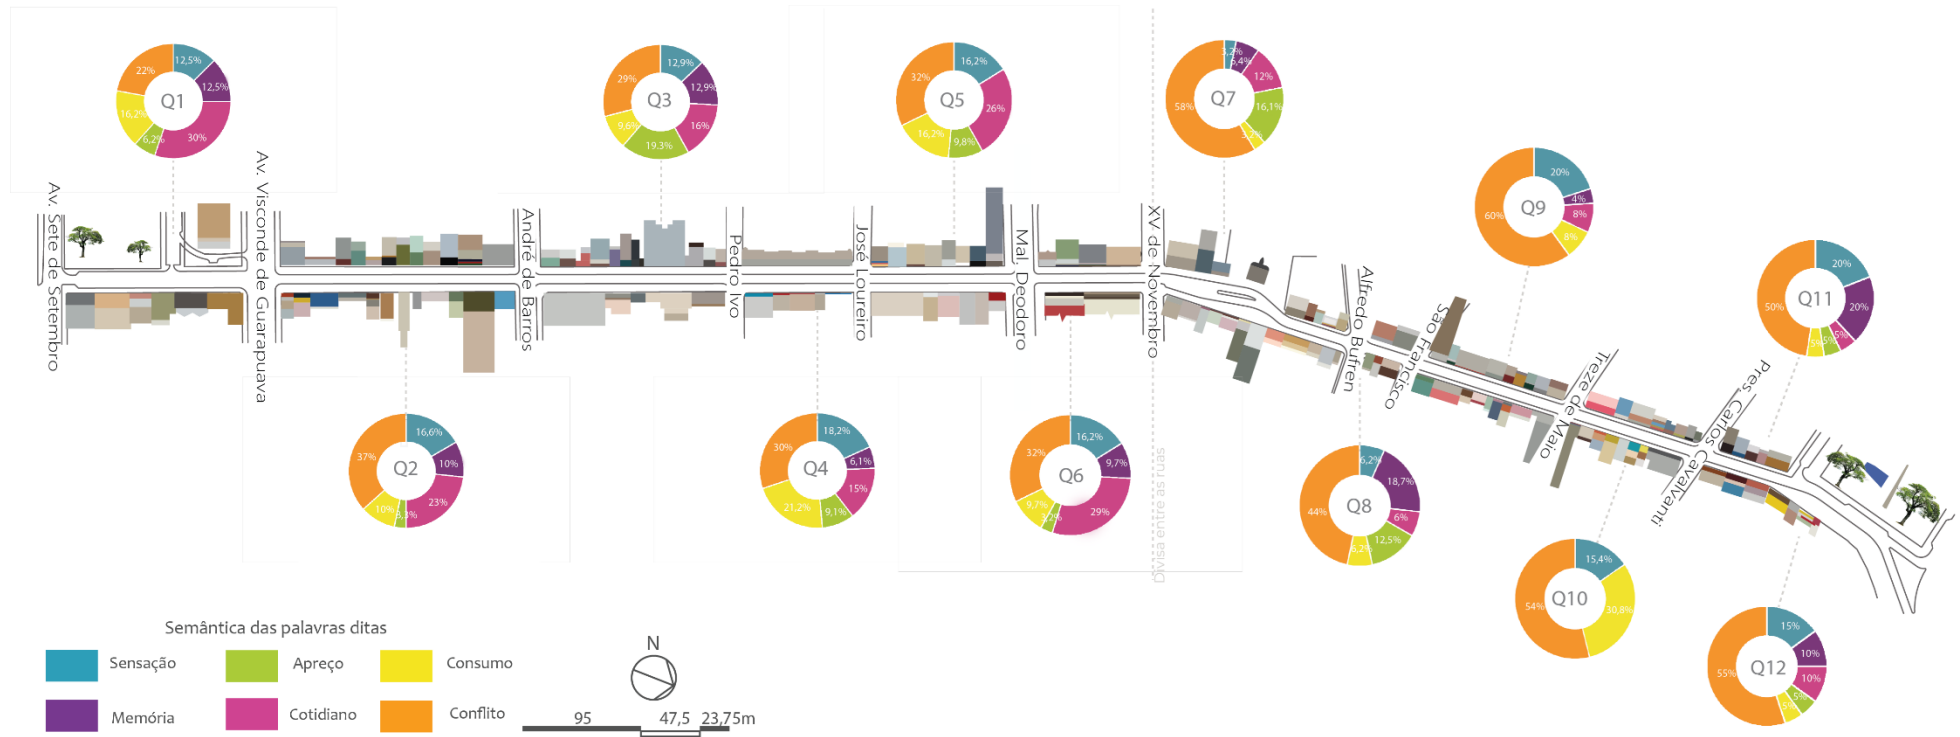 12,5%
12,5%
30%
6,2%
16,2%
22%
Q1
12,9%
12,9%
16%
19.3%
9,6%
29%
Q3
16,2%
26%
9,8%
16,2%
32%
Q5
3,2%
6,4%
12%
16,1%
3,2%
58%
Q7
20%
4%
8%
8%
60%
Q9
20%
20%
5%
5%
5%
50%
Q11
Av. Sete de Setembro
Av. Visconde de Guarapuava
André de Barros
Pedro Ivo
José Loureiro
Mal. Deodoro
XV de Novembro
Alfredo Bufren
São Francisco
Treze de Maio
Pres. Carlos Cavalvanti
Divisa entre as ruas
16,6%
10%
23%
3,3%
10%
37%
Q2
18,2%
6,1%
15%
9,1%
21,2%
30%
Q4
16,2%
9,7%
29%
3,2%
9,7%
32%
Q6
6,2%
18,7%
6%
12,5%
6,2%
44%
Q8
15,4%
30,8%
54%
Q10
15%
10%
10%
5%
5%
55%
Q12
Semântica das palavras ditas
Sensação
Apreço
Consumo
Memória
Cotidiano
Conflito
N
95 47,5 23,75m